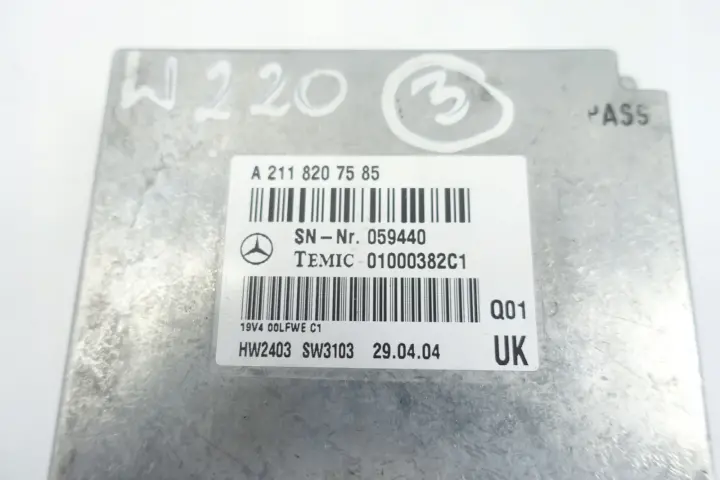 W220 3
PASS
A 211 820 75 85
SN-Nr. 059440
TEMIC 01000382C1
Q01
19V4 00LFWE C1
HW2403 SW3103 29.04.04 UK